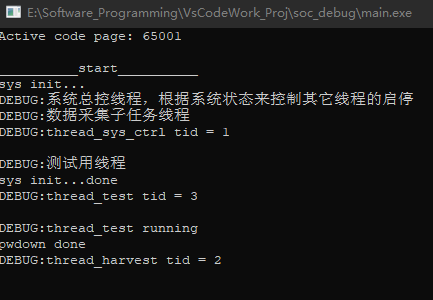 E:\Software_Programming\VsCodeWork_Proj\soc_debug\main.exe
Active code page: 65001
__________start__________
sys init...
DEBUG:系统总控线程，根据系统状态来控制其它线程的启停
DEBUG:数据采集子任务线程
DEBUG:thread_sys_ctrl tid = 1
DEBUG:测试用线程
sys init...done
DEBUG:thread_test tid = 3
DEBUG:thread_test running
pwdown done
DEBUG:thread_harvest tid = 2